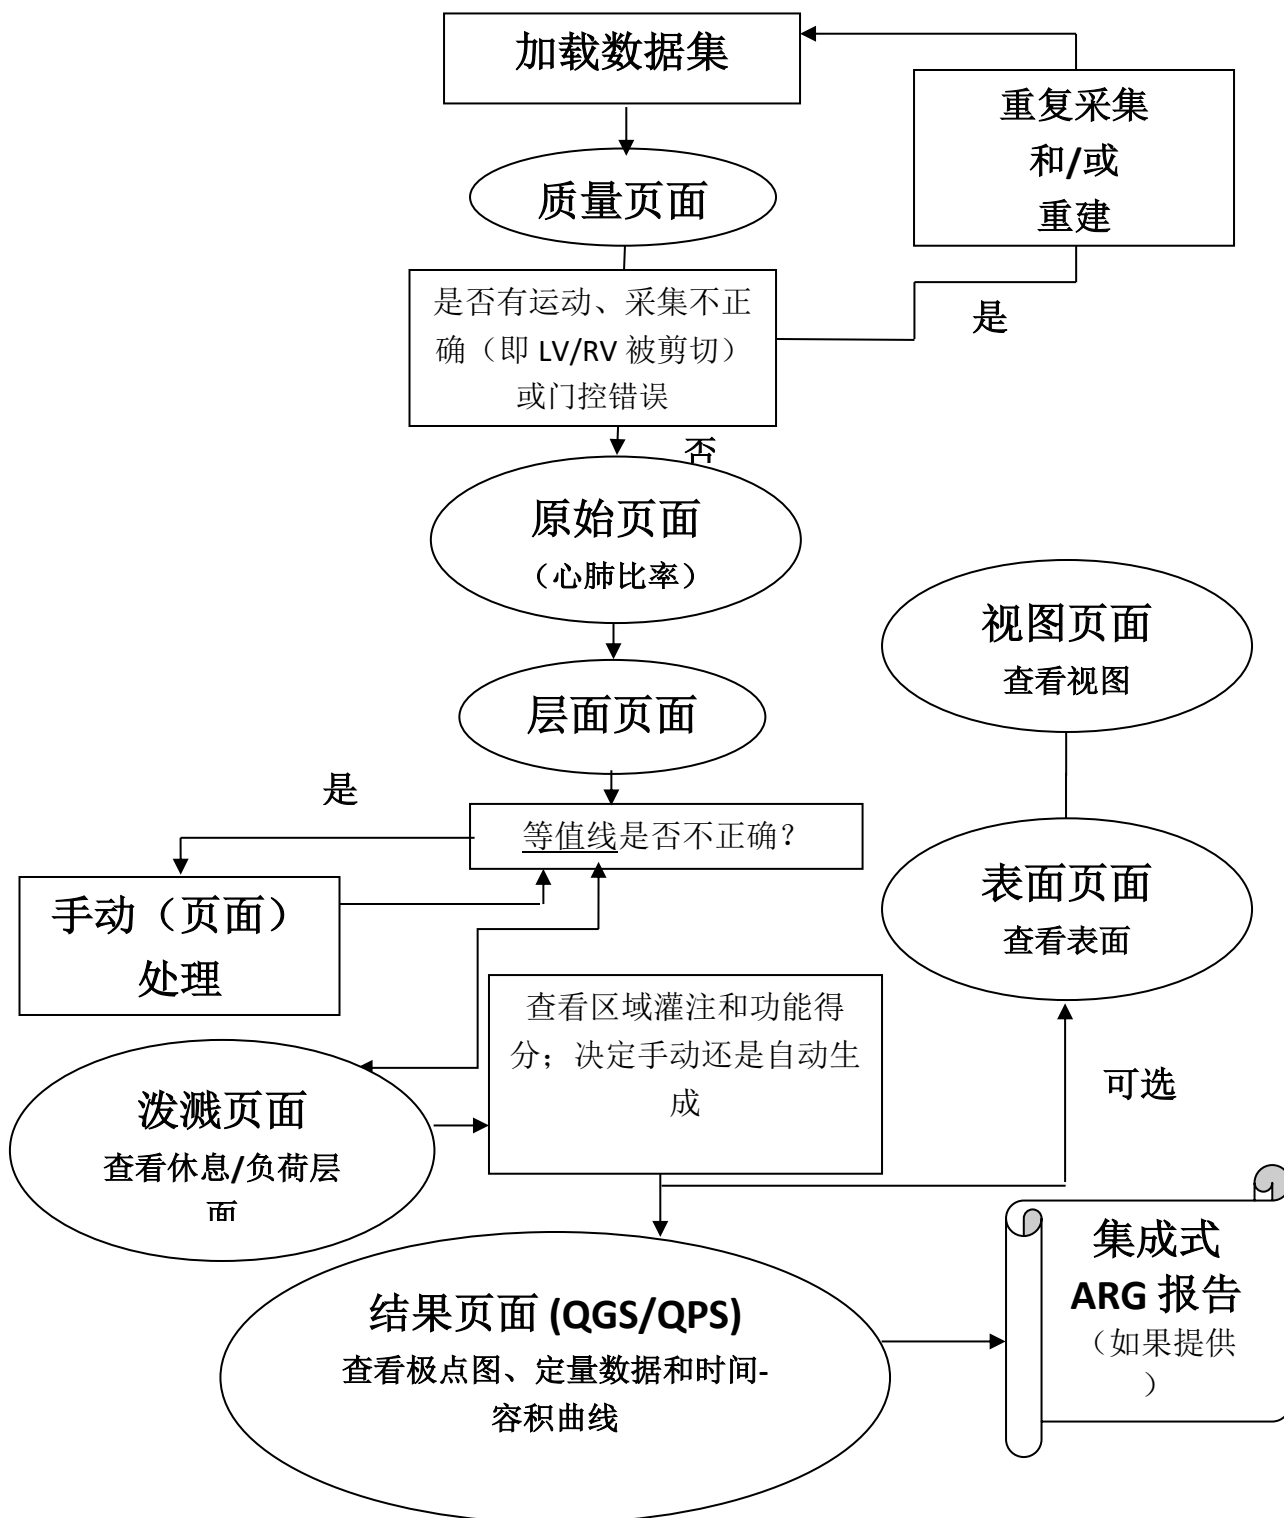 加载数据集
重复采集
和/或
重建
质量页面
是否有运动、采集不正
确（即 LV/RV 被剪切）
或门控错误
是
否
原始页面
（心肺比率）
视图页面
查看视图
层面页面
是
等值线是否不正确？
表面页面
查看表面
手动（页面）
处理
查看区域灌注和功能得
分；决定手动还是自动生
成
可选
泼溅页面
查看休息/负荷层
面
集成式
ARG 报告
（如果提供
）
结果页面 (QGS/QPS)
查看极点图、定量数据和时间-
容积曲线